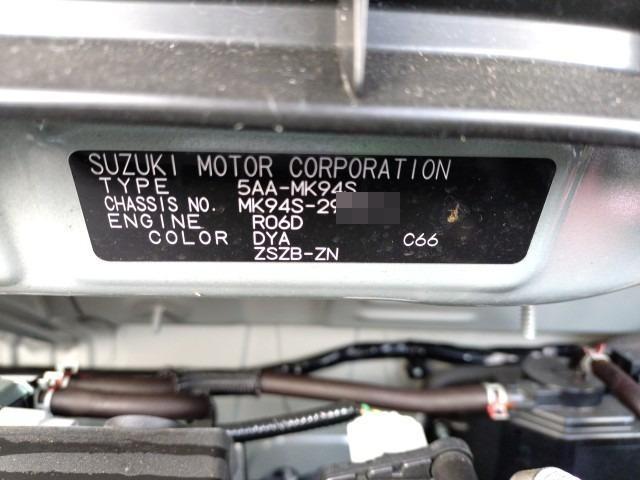 SUZUKI MOTOR CORPORATION
TYPE 5AA-MK94S
CHASSIS NO. MK94S-29
ENGINE R06D
COLOR DYA C66
ZSZB-ZN